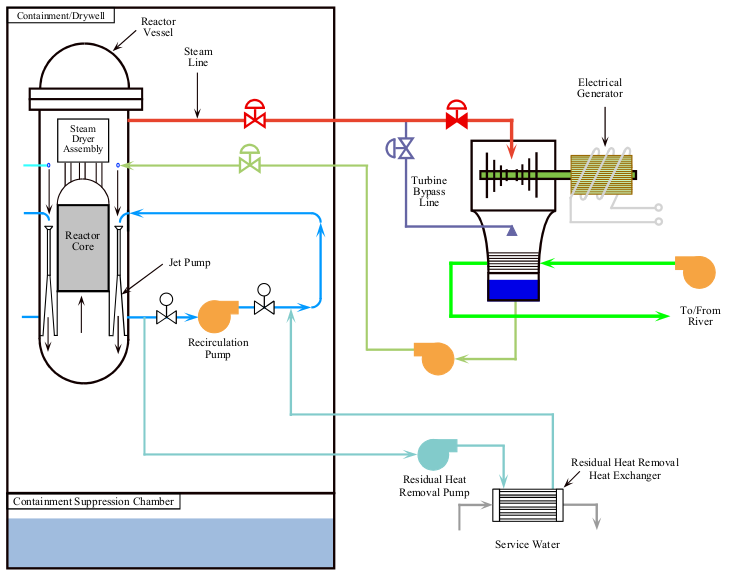 Containment/Drywell
Reactor
Vessel
Steam
Line
Electrical
Generator
Steam
Dryer
Assembly
Turbine
Bypass
Line
Reactor
Core
Jet Pump
To/From
River
Recirculation
Pump
Residual Heat
Removal Pump
Residual Heat Removal
Heat Exchanger
Containment Suppression Chamber
Service Water